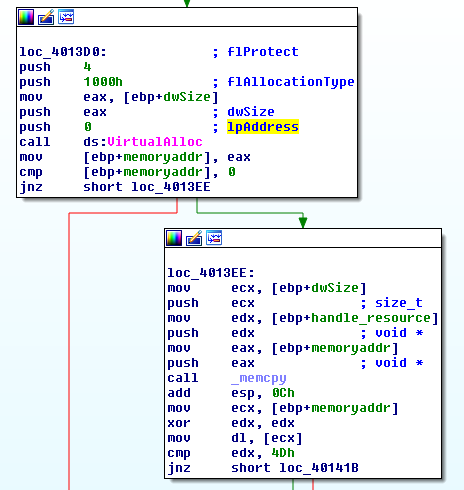 loc_4013D0: ; flProtect
push 4
push 1000h ; flAllocationType
mov eax, [ebp+dwSize]
push eax ; dwSize
push 0 ; lpAddress
call ds:VirtualAlloc
mov [ebp+memoryaddr], eax
cmp [ebp+memoryaddr], 0
jnz short loc_4013EE
loc_4013EE:
mov ecx, [ebp+dwSize]
push ecx ; size_t
mov edx, [ebp+handle_resource]
push edx ; void *
mov eax, [ebp+memoryaddr]
push eax ; void *
call _memcpy
add esp, 0Ch
mov ecx, [ebp+memoryaddr]
xor edx, edx
mov dl, [ecx]
cmp edx, 4Dh
jnz short loc_40141B